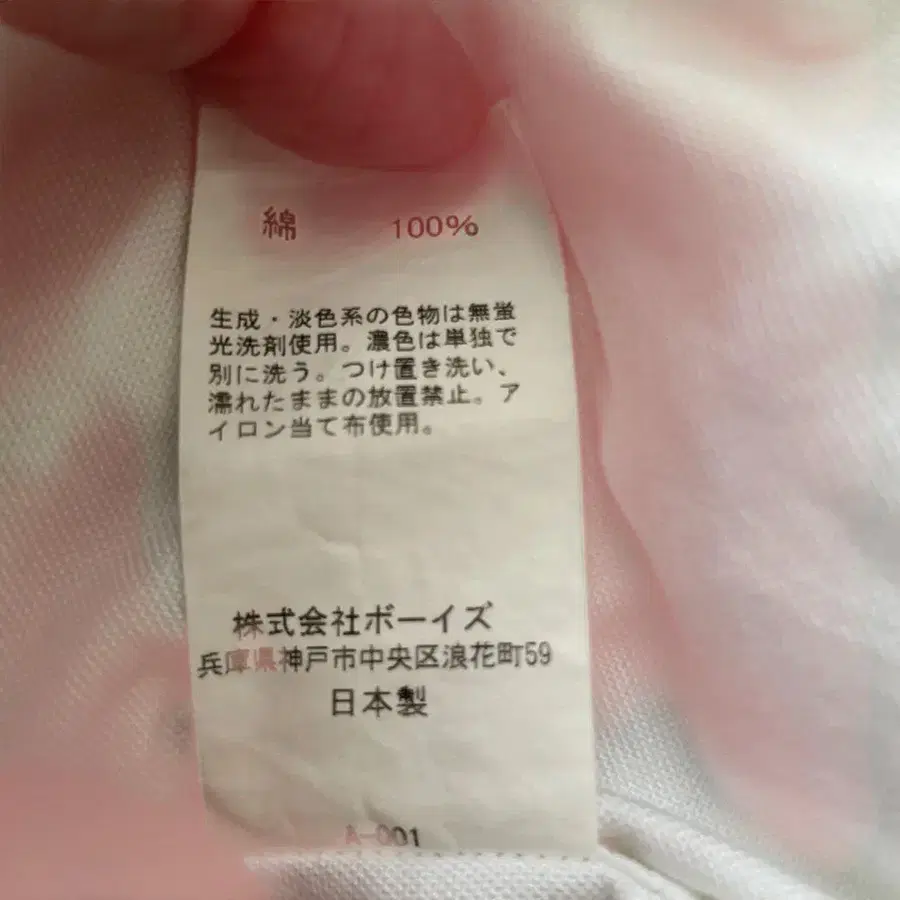 綿 100%
生成・淡色系の色物は無蛍
光洗剤使用。濃色は単独で
別に洗う。つけ置き洗い、
濡れたままの放置禁止。ア
イロン当て布使用。
株式会社ボーイズ
兵庫県神戸市中央区浪花町59
日本製
A-001